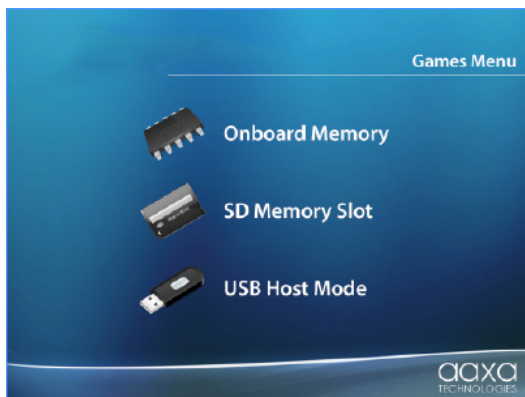 Games Menu
Onboard Memory
SD Memory Slot
USB Host Mode
aaxa
TECHNOLOGIES